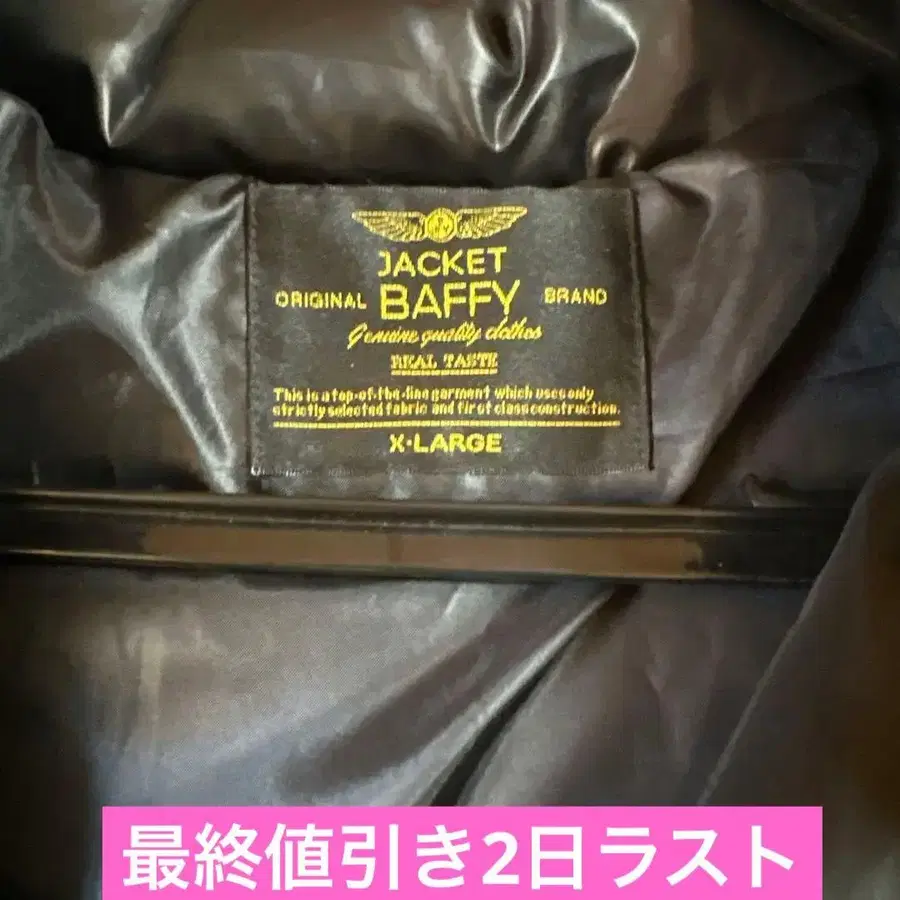 JACKET
ORIGINAL BAFFY BRAND
Genuine quality clothes
REAL TASTE
This is a top-of-the-line garment which uses only
strictly selected fabric and first class construction.
X-LARGE
最終値引き2日ラスト